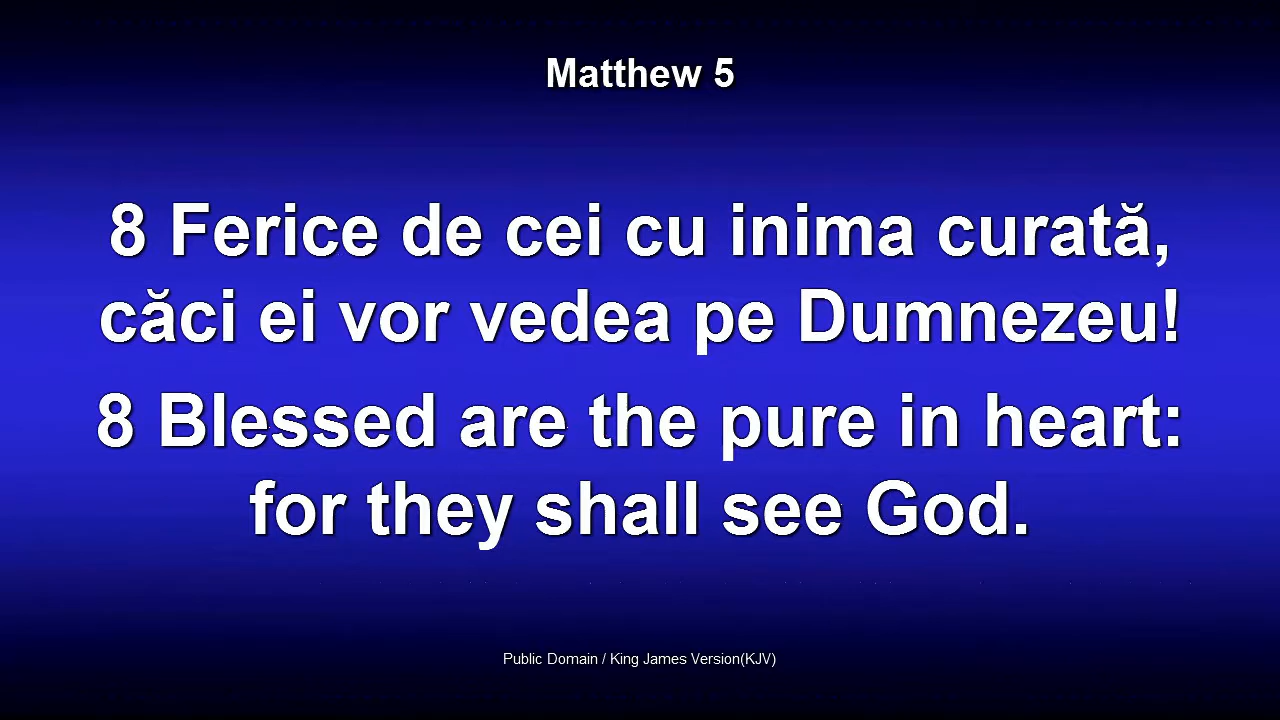 Matthew 5
8 Ferice de cei cu inima curată,
căci ei vor vedea pe Dumnezeu!
8 Blessed are the pure in heart:
for they shall see God.
Public Domain / King James Version(KJV)